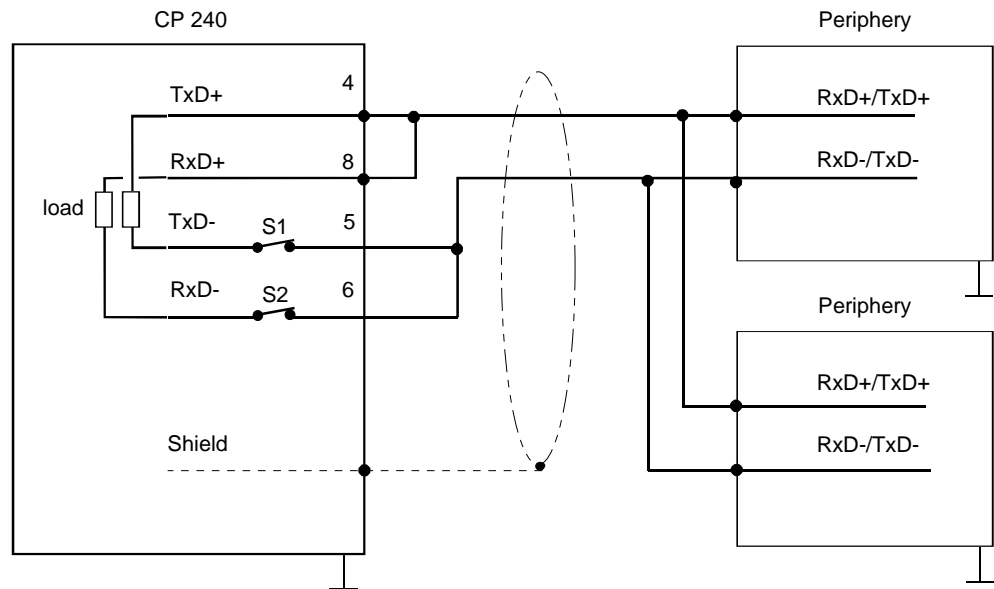 CP 240
Periphery
TxD+ 4
RxD+/TxD+
RxD+ 8
RxD-/TxD-
load
TxD- S1 5
RxD- S2 6
Periphery
RxD+/TxD+
Shield
RxD-/TxD-